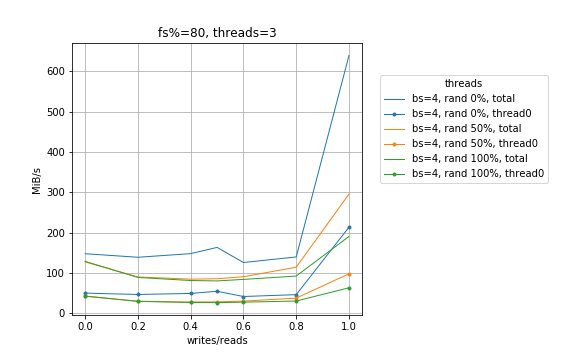 fs%=80, threads=3
MiB/s
600
500
400
300
200
100
0
0.0 0.2 0.4 0.6 0.8 1.0
writes/reads
threads
bs=4, rand 0%, total
bs=4, rand 0%, thread0
bs=4, rand 50%, total
bs=4, rand 50%, thread0
bs=4, rand 100%, total
bs=4, rand 100%, thread0